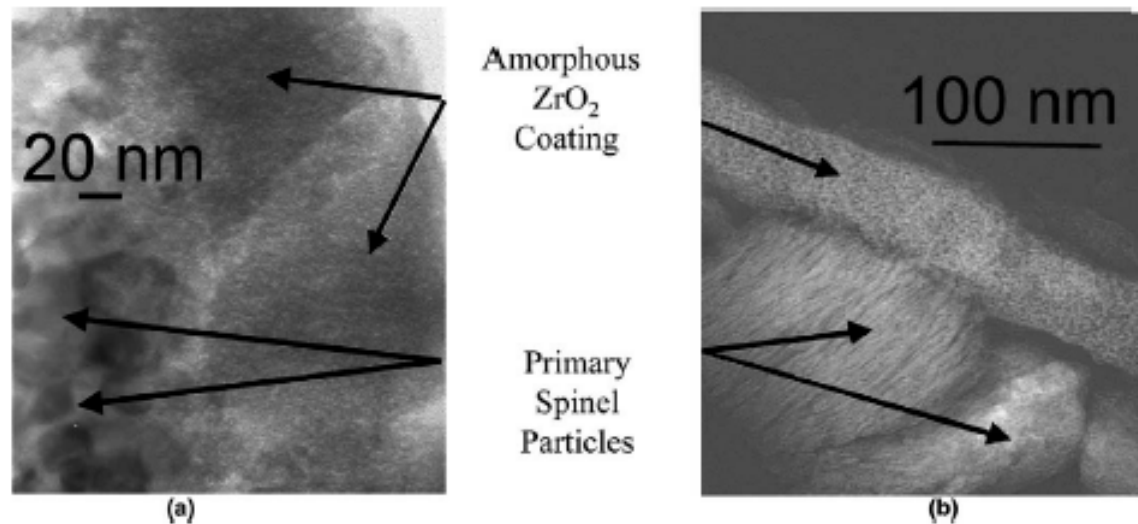 Amorphous
ZrO₂
Coating
20 nm
100 nm
Primary
Spinel
Particles
(a)
(b)